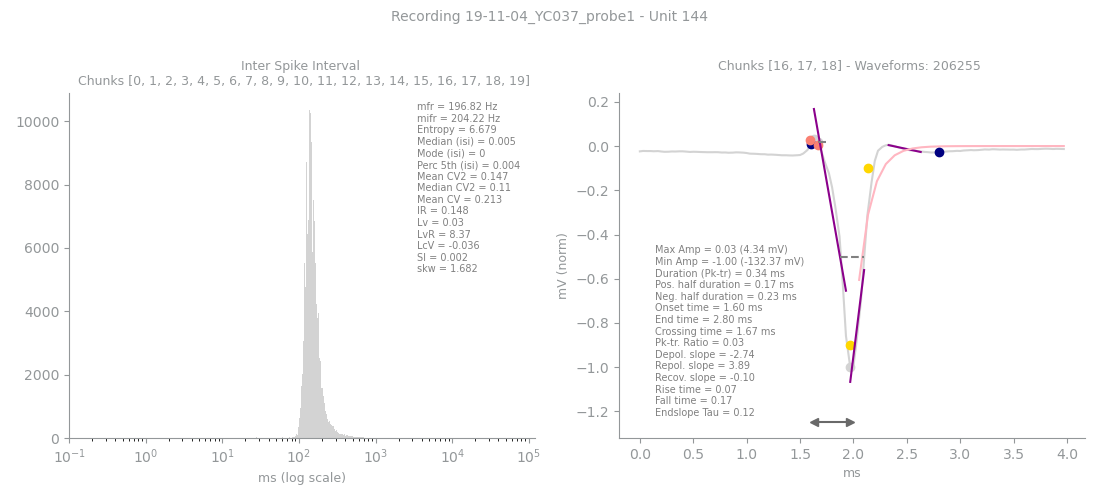 Recording 19-11-04_YC037_probe1 - Unit 144
Inter Spike Interval
Chunks [0, 1, 2, 3, 4, 5, 6, 7, 8, 9, 10, 11, 12, 13, 14, 15, 16, 17, 18, 19]
mfr = 196.82 Hz
mifr = 204.22 Hz
Entropy = 6.679
Median (isi) = 0.005
Mode (isi) = 0
Perc 5th (isi) = 0.004
Mean CV2 = 0.147
Median CV2 = 0.11
Mean CV = 0.213
IR = 0.148
Lv = 0.03
LvR = 8.37
LcV = -0.036
SI = 0.002
skw = 1.682
10000
8000
6000
4000
2000
0
10⁻¹ 10⁰ 10¹ 10² 10³ 10⁴ 10⁵
ms (log scale)
Chunks [16, 17, 18] - Waveforms: 206255
mV (norm)
0.2
0.0
−0.2
−0.4
−0.6
−0.8
−1.0
−1.2
Max Amp = 0.03 (4.34 mV)
Min Amp = -1.00 (-132.37 mV)
Duration (Pk-tr) = 0.34 ms
Pos. half duration = 0.17 ms
Neg. half duration = 0.23 ms
Onset time = 1.60 ms
End time = 2.80 ms
Crossing time = 1.67 ms
Pk-tr. Ratio = 0.03
Depol. slope = -2.74
Repol. slope = 3.89
Recov. slope = -0.10
Rise time = 0.07
Fall time = 0.17
Endslope Tau = 0.12
0.0 0.5 1.0 1.5 2.0 2.5 3.0 3.5 4.0
ms